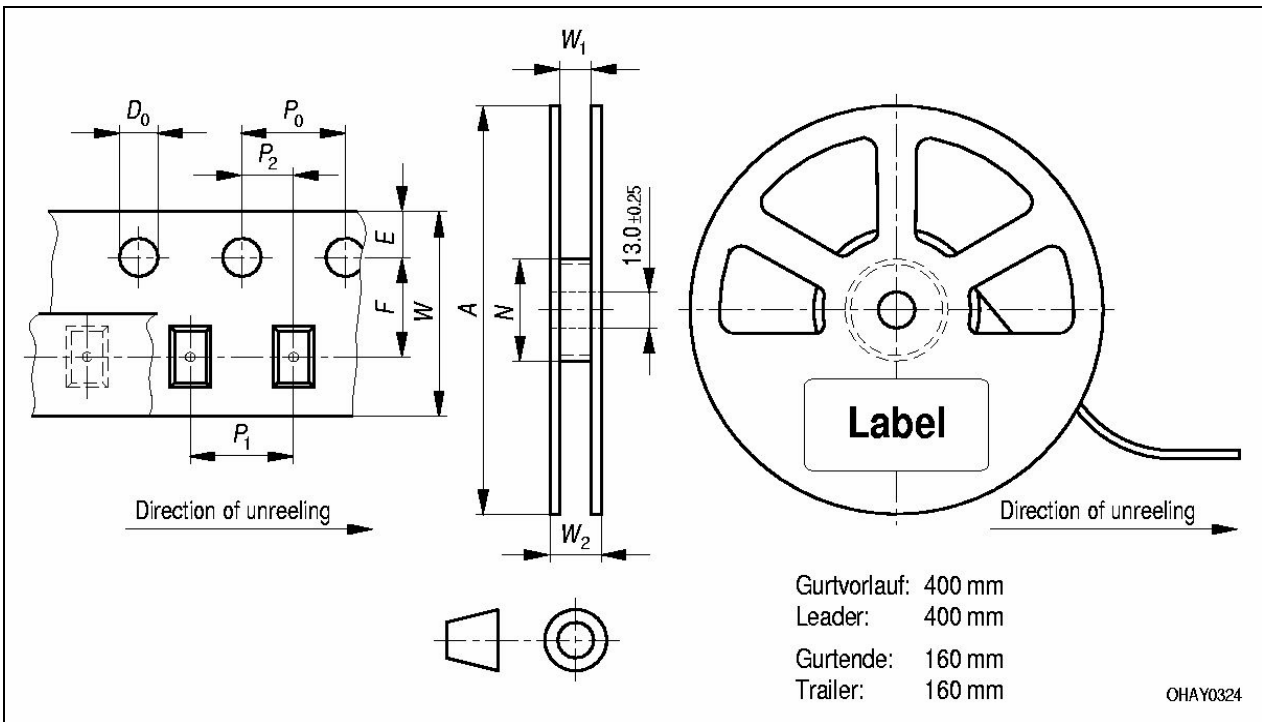 W₁
D₀
P₀
P₂
E
F
W
A
N
13.0 ±0.25
P₁
W₂
Label
Direction of unreeling
Direction of unreeling
Gurtvorlauf: 400 mm
Leader: 400 mm
Gurtende: 160 mm
Trailer: 160 mm
OHAY0324